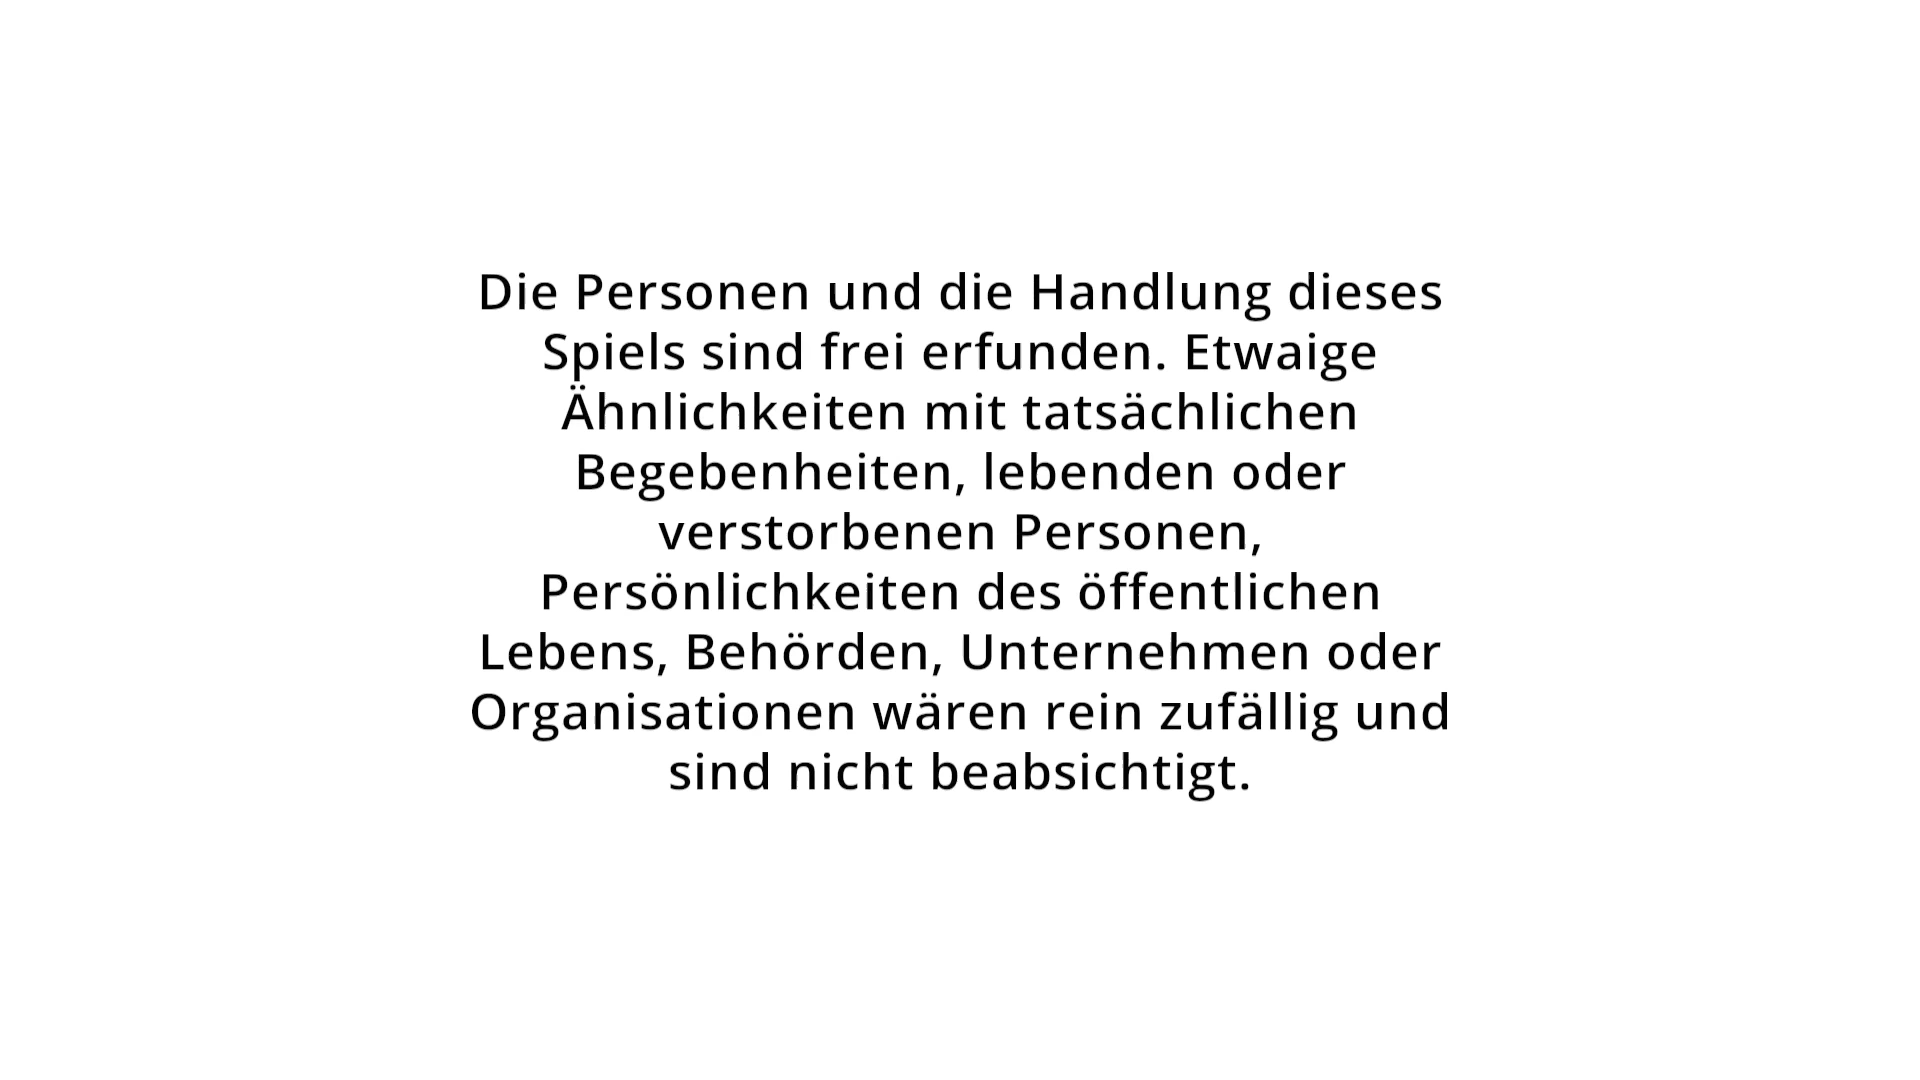 Die Personen und die Handlung dieses
Spiels sind frei erfunden. Etwaige
Ähnlichkeiten mit tatsächlichen
Begebenheiten, lebenden oder
verstorbenen Personen,
Persönlichkeiten des öffentlichen
Lebens, Behörden, Unternehmen oder
Organisationen wären rein zufällig und
sind nicht beabsichtigt.